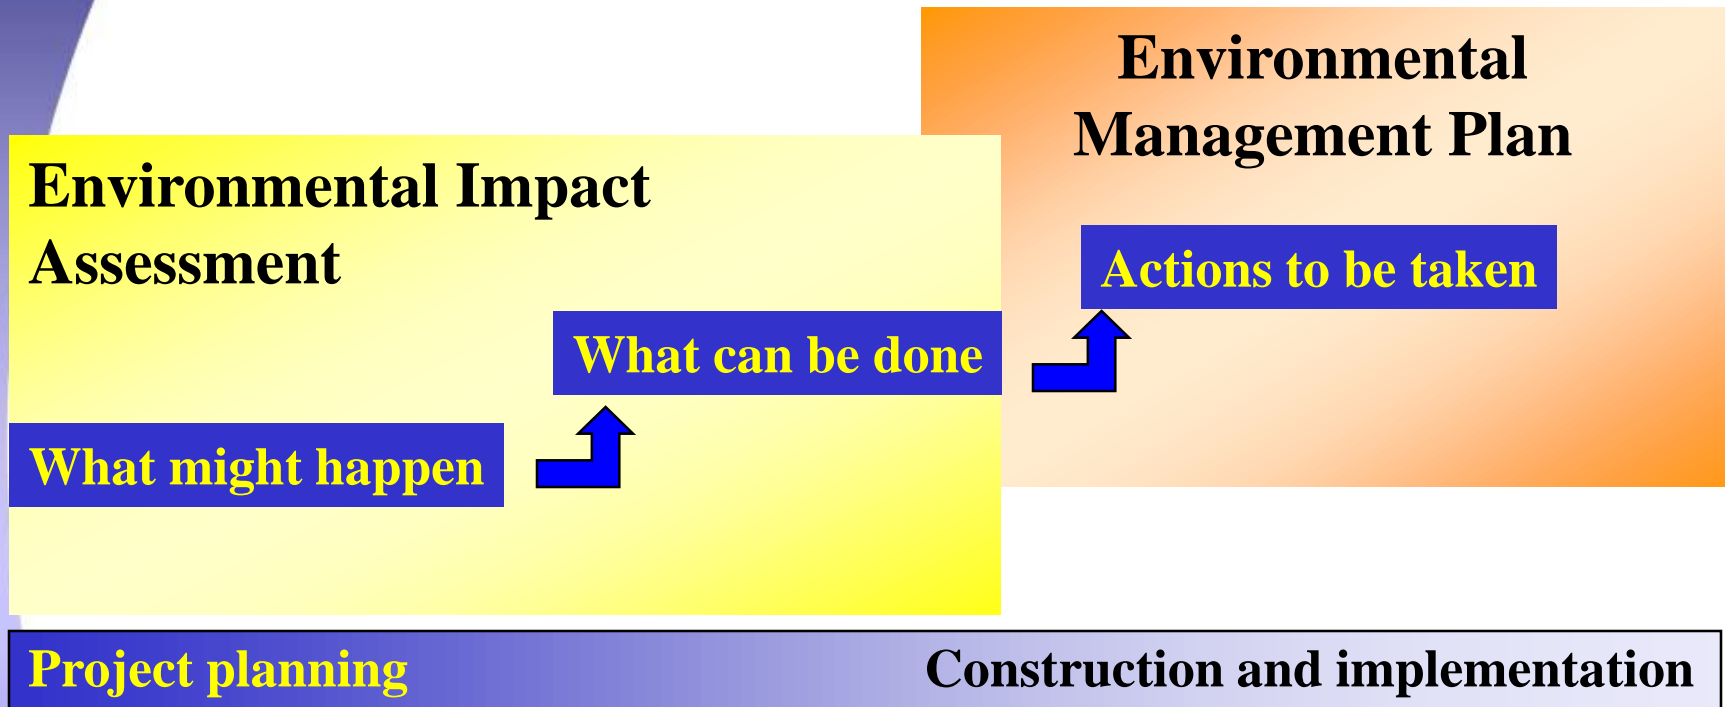 Environmental
Management Plan
Environmental Impact
Assessment
Actions to be taken
What can be done
What might happen
Project planning
Construction and implementation